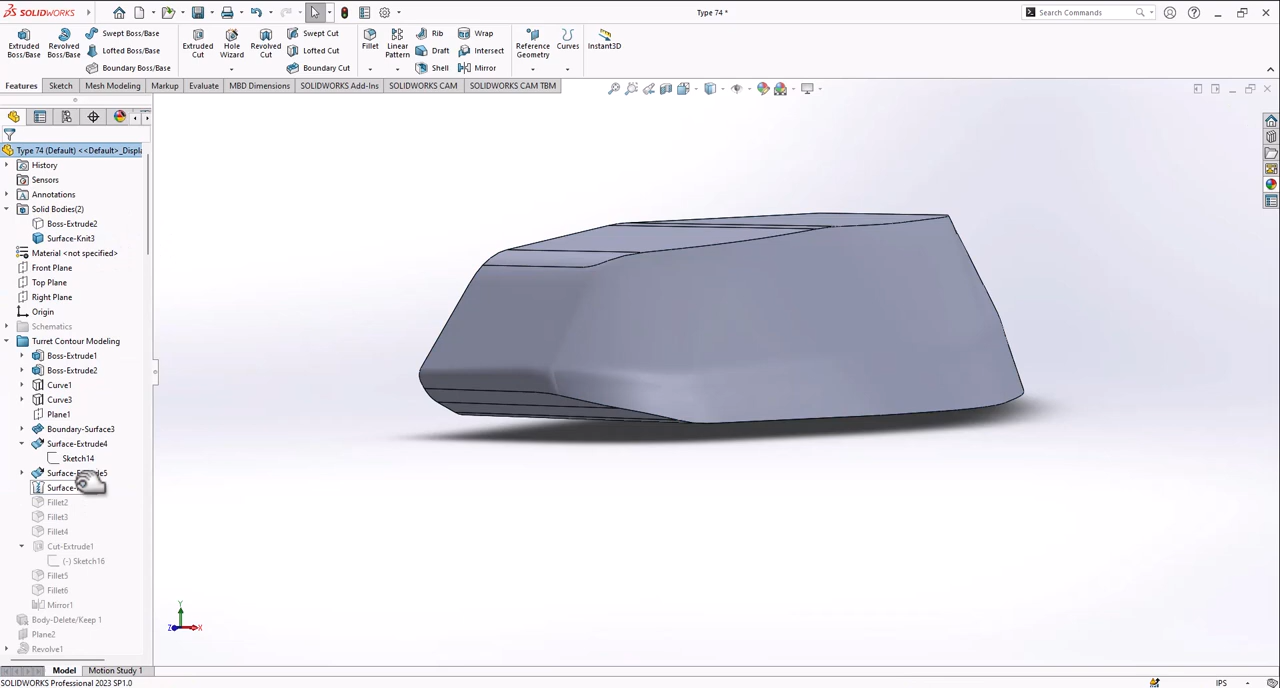 SOLIDWORKS
Type 74 *
Search Commands
Extruded Boss/Base
Revolved Boss/Base
Swept Boss/Base
Lofted Boss/Base
Boundary Boss/Base
Extruded Cut
Hole Wizard
Revolved Cut
Swept Cut
Lofted Cut
Boundary Cut
Fillet
Linear Pattern
Rib
Draft
Shell
Wrap
Intersect
Mirror
Reference Geometry
Curves
Instant3D
Features
Sketch
Mesh Modeling
Markup
Evaluate
MBD Dimensions
SOLIDWORKS Add-Ins
SOLIDWORKS CAM
SOLIDWORKS CAM TBM
Type 74 (Default) <<Default>_Displa
History
Sensors
Annotations
Solid Bodies(2)
Boss-Extrude2
Surface-Knit3
Material <not specified>
Front Plane
Top Plane
Right Plane
Origin
Schematics
Turret Contour Modeling
Boss-Extrude1
Boss-Extrude2
Curve1
Curve3
Plane1
Boundary-Surface3
Surface-Extrude4
Sketch14
Fillet2
Fillet3
Fillet4
Cut-Extrude1
(-) Sketch16
Fillet5
Fillet6
Mirror1
Body-Delete/Keep 1
Plane2
Revolve1
Y
Z
X
Model
Motion Study 1
SOLIDWORKS Professional 2023 SP1.0
IPS